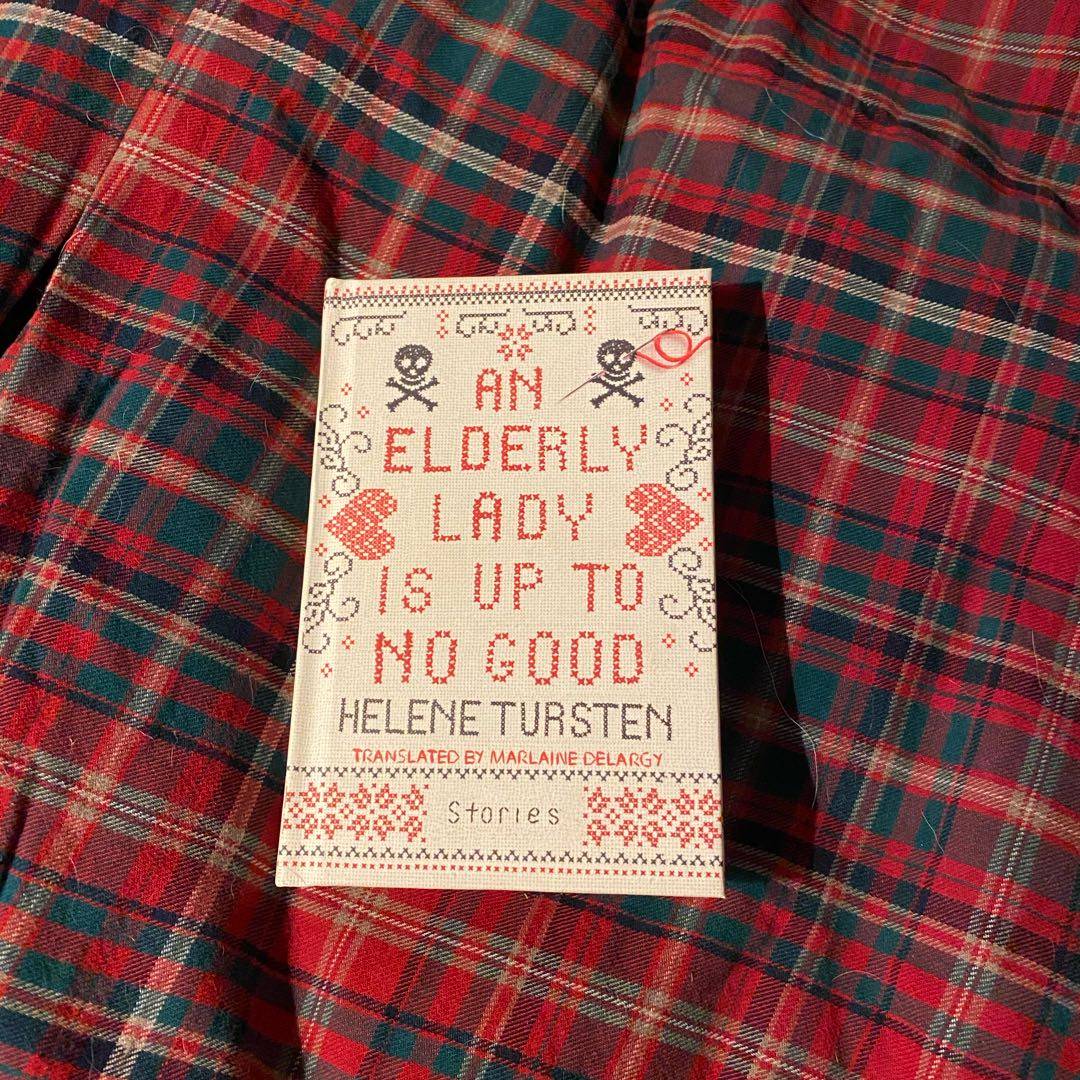 AN
ELDERLY
LADY
IS UP TO
NO GOOD
HELENE TURSTEN
TRANSLATED BY MARLAINE DELARGY
Stories